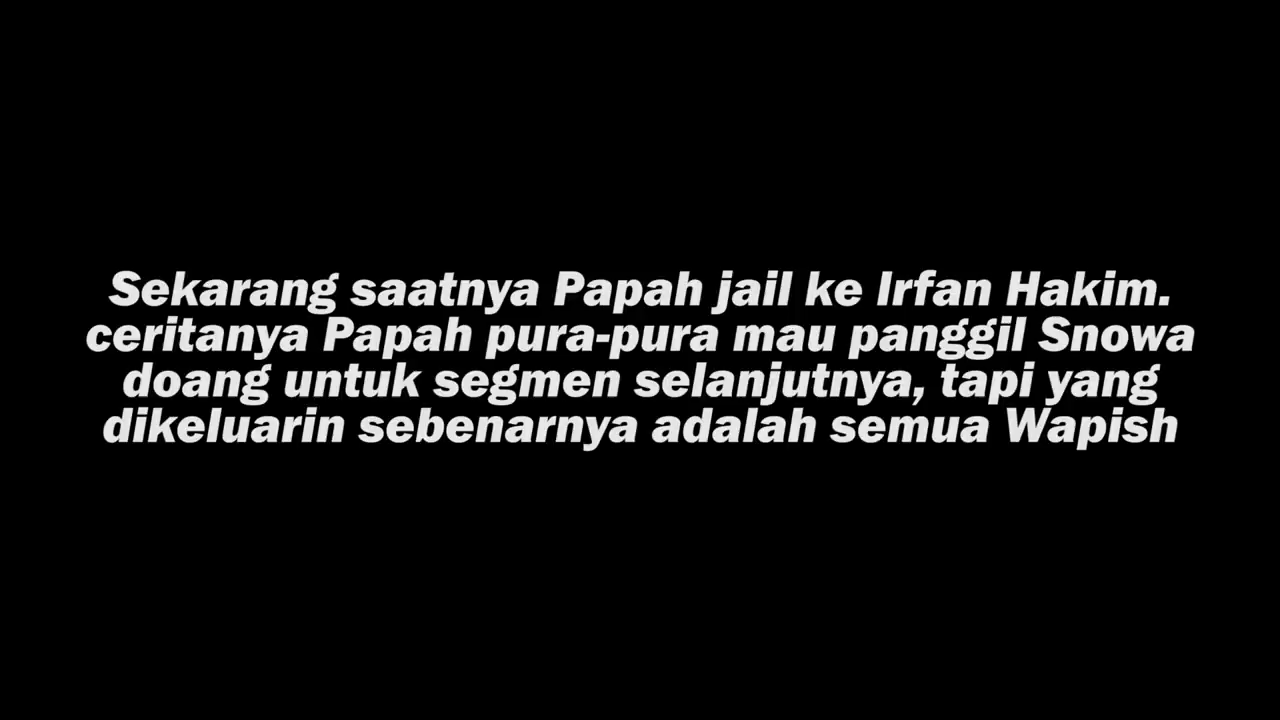 Sekarang saatnya Papah jail ke Irfan Hakim.
ceritanya Papah pura-pura mau panggil Snowa
doang untuk segmen selanjutnya, tapi yang
dikeluarin sebenarnya adalah semua Wapish